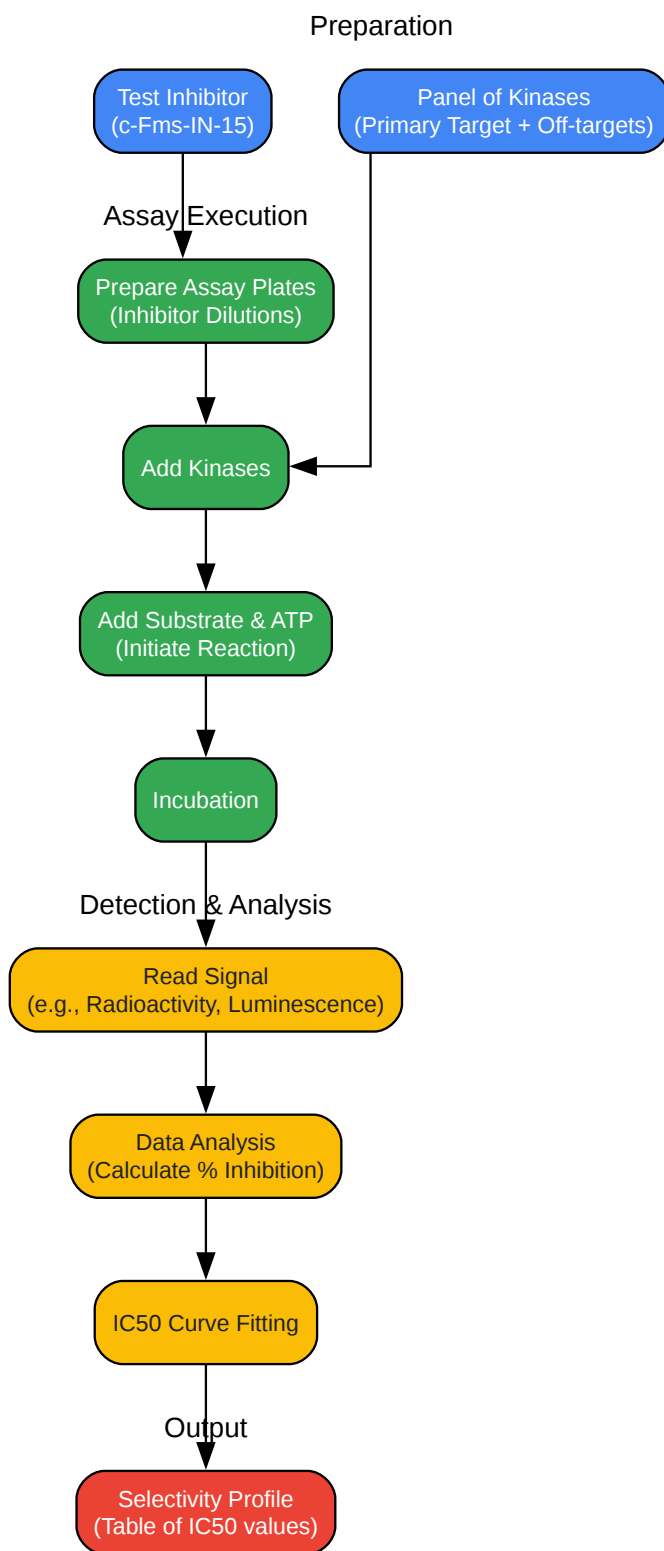 Preparation
Test Inhibitor
(c-Fms-IN-15)
Panel of Kinases
(Primary Target + Off-targets)
Assay Execution
Prepare Assay Plates
(Inhibitor Dilutions)
Add Kinases
Add Substrate & ATP
(Initiate Reaction)
Incubation
Detection & Analysis
Read Signal
(e.g., Radioactivity, Luminescence)
Data Analysis
(Calculate % Inhibition)
IC50 Curve Fitting
Output
Selectivity Profile
(Table of IC50 values)